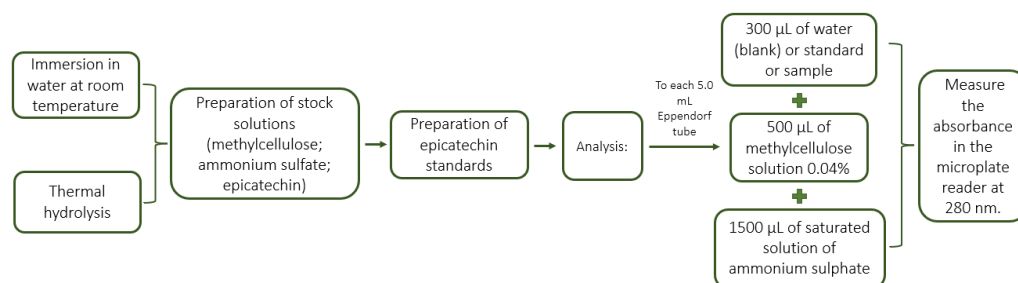 Immersion in
water at room
temperature
Thermal
hydrolysis
Preparation of stock
solutions
(methylcellulose;
ammonium sulfate;
epicatechin)
Preparation of
epicatechin
standards
Analysis:
To each 5.0
mL
Eppendorf
tube
300 µL of water
(blank) or standard
or sample
500 µL of
methylcellulose
solution 0.04%
1500 µL of saturated
solution of
ammonium sulphate
Measure
the
absorbance
in the
microplate
reader at
280 nm.